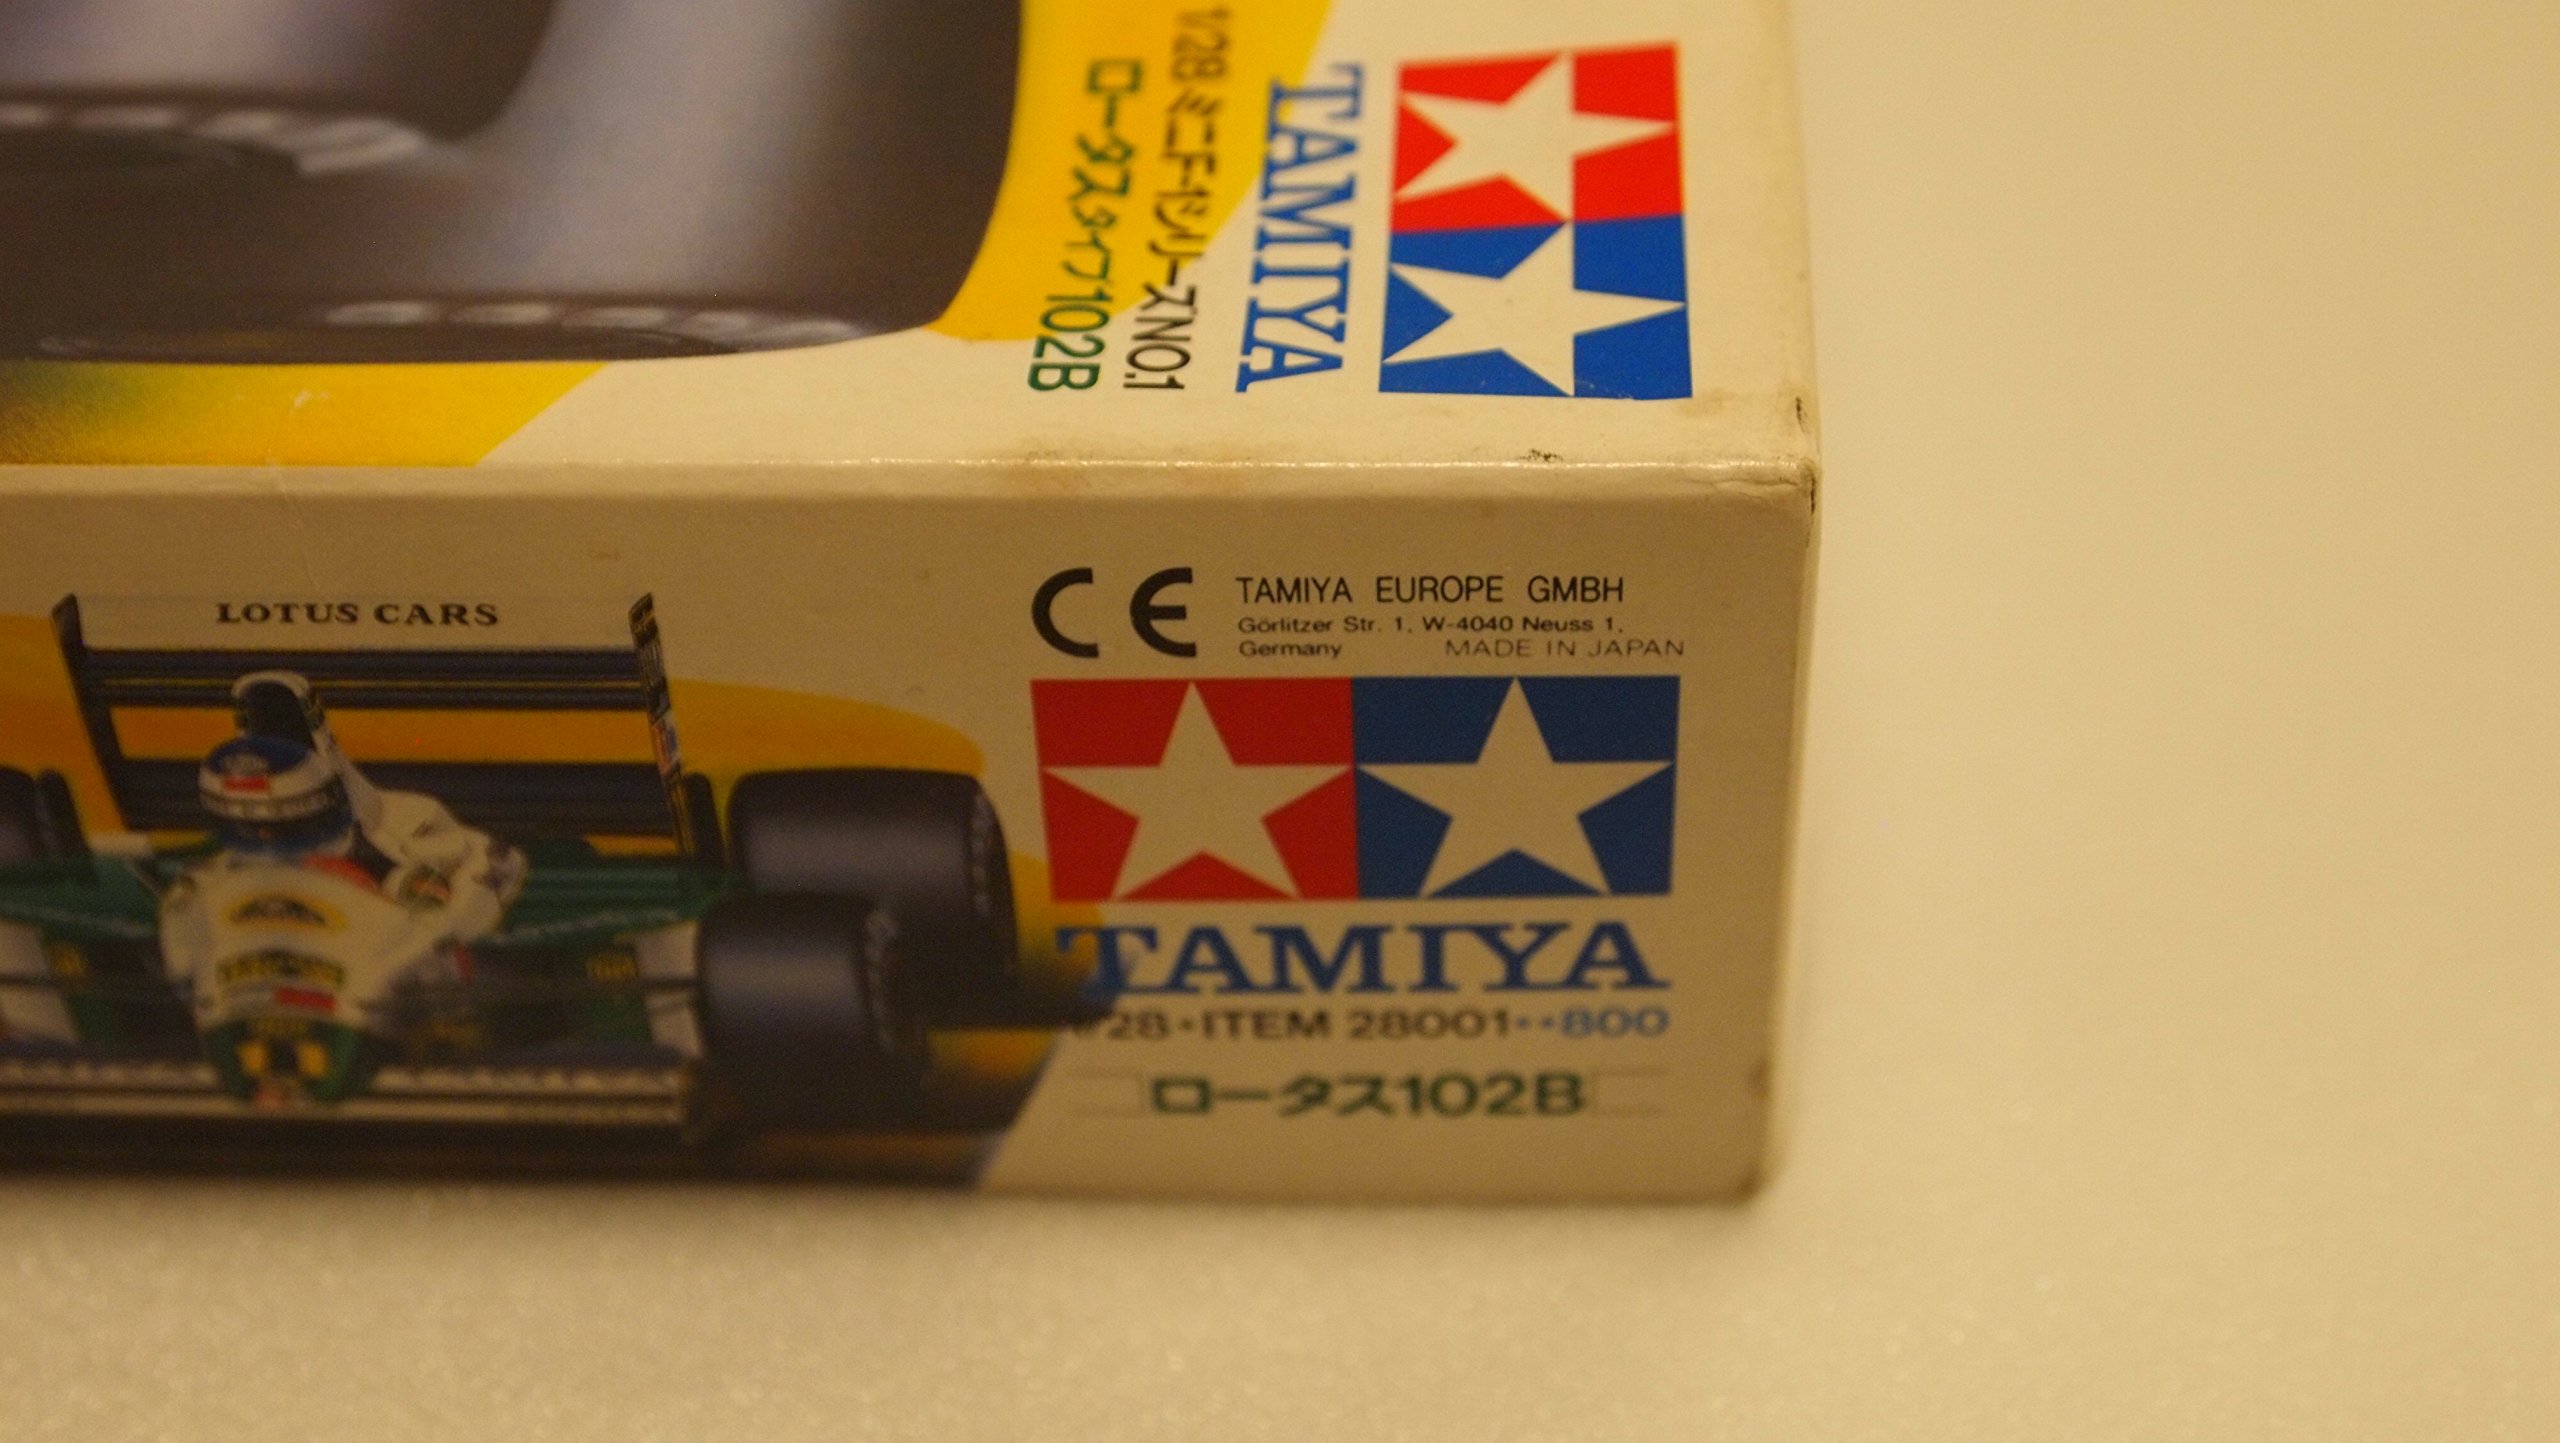 TAMIYA
1/28ミニF-1シリーズNO.1
ロータスタイプ102B
LOTUS CARS
CE
TAMIYA EUROPE GMBH
Görlitzer Str. 1, W-4040 Neuss 1,
Germany MADE IN JAPAN
TAMIYA
1/28・ITEM 28001・・800
ロータス102B